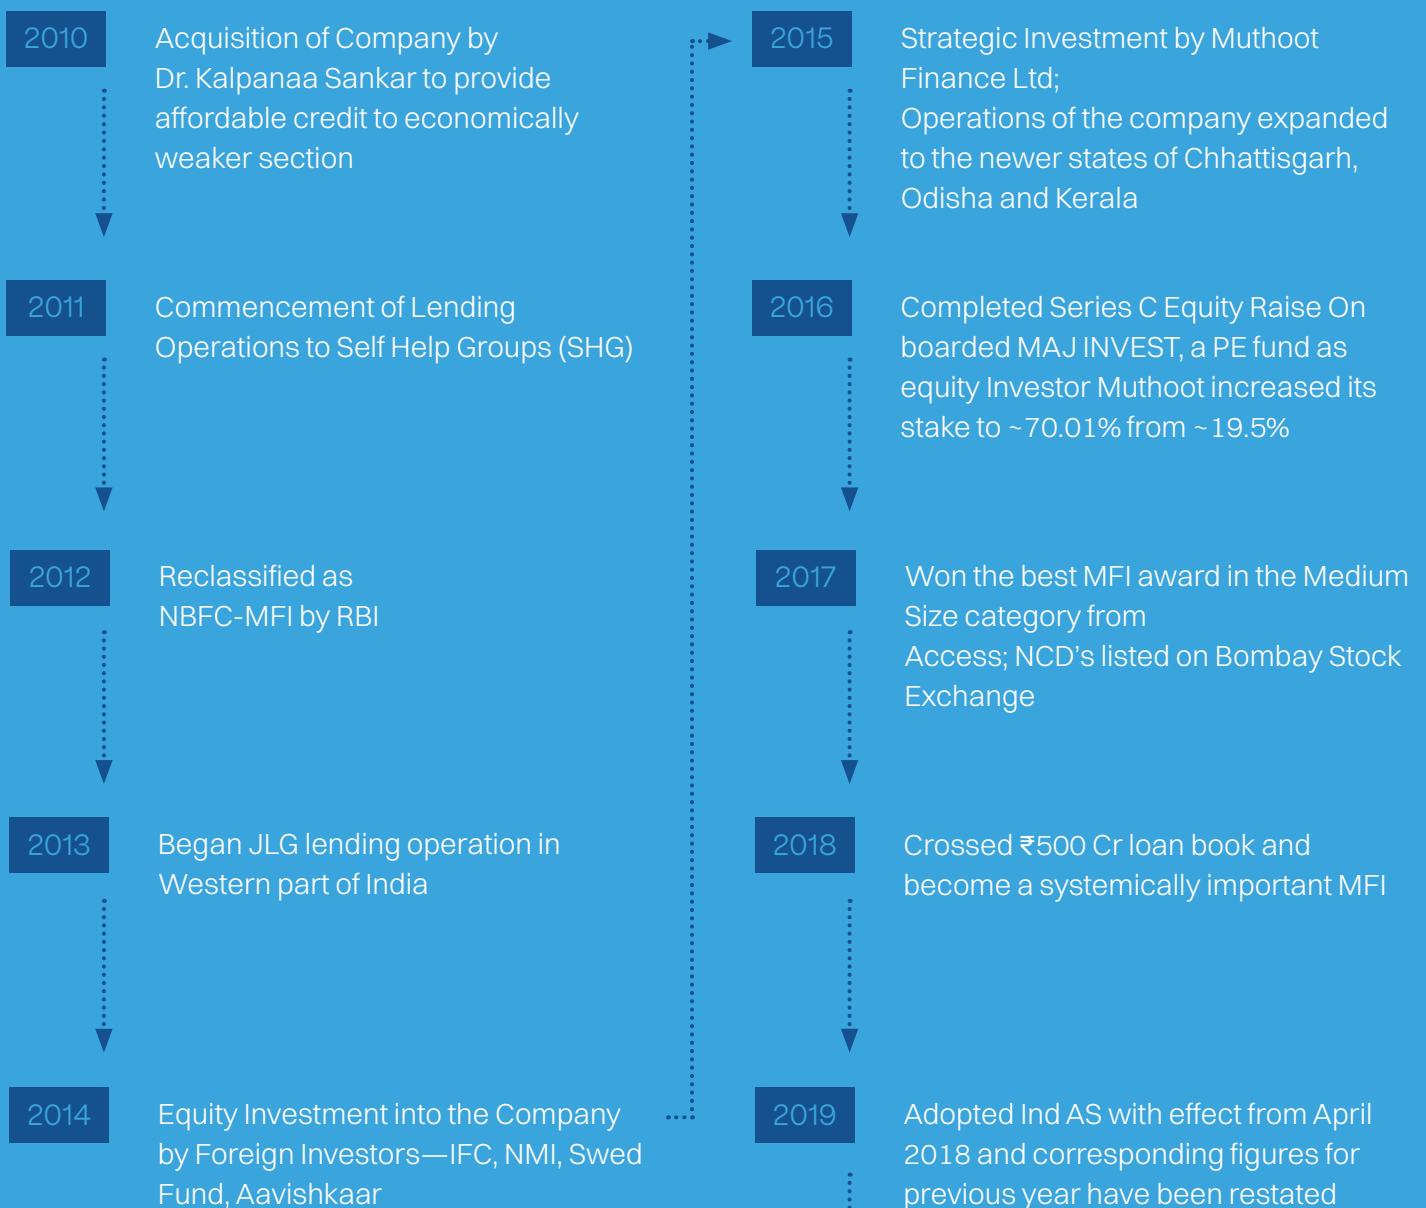 2010
Acquisition of Company by
Dr. Kalpanaa Sankar to provide
affordable credit to economically
weaker section
2011
Commencement of Lending
Operations to Self Help Groups (SHG)
2012
Reclassified as
NBFC-MFI by RBI
2013
Began JLG lending operation in
Western part of India
2014
Equity Investment into the Company
by Foreign Investors—IFC, NMI, Swed
Fund, Aavishkaar
2015
Strategic Investment by Muthoot
Finance Ltd;
Operations of the company expanded
to the newer states of Chhattisgarh,
Odisha and Kerala
2016
Completed Series C Equity Raise On
boarded MAJ INVEST, a PE fund as
equity Investor Muthoot increased its
stake to ~70.01% from ~19.5%
2017
Won the best MFI award in the Medium
Size category from
Access; NCD’s listed on Bombay Stock
Exchange
2018
Crossed ₹500 Cr loan book and
become a systemically important MFI
2019
Adopted Ind AS with effect from April
2018 and corresponding figures for
previous year have been restated